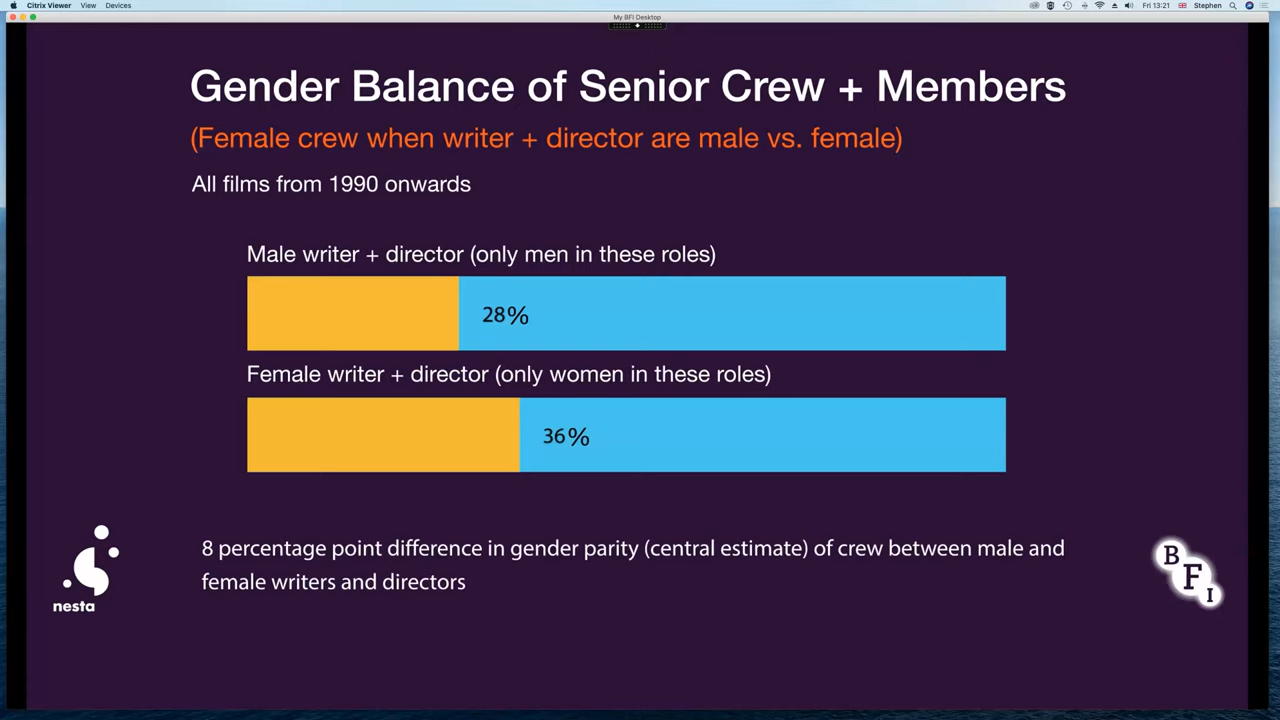 Citrix Viewer View Devices Fri 13:21 Stephen
My BFI Desktop
Gender Balance of Senior Crew + Members
(Female crew when writer + director are male vs. female)
All films from 1990 onwards
Male writer + director (only men in these roles)
28%
Female writer + director (only women in these roles)
36%
8 percentage point difference in gender parity (central estimate) of crew between male and
female writers and directors
nesta
BFI